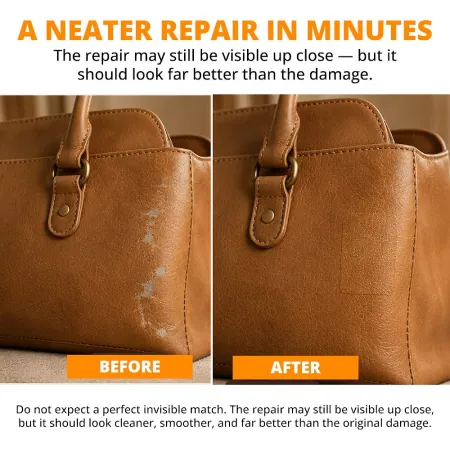 A NEATER REPAIR IN MINUTES
The repair may still be visible up close — but it
should look far better than the damage.
BEFORE
AFTER
Do not expect a perfect invisible match. The repair may still be visible up close,
but it should look cleaner, smoother, and far better than the original damage.